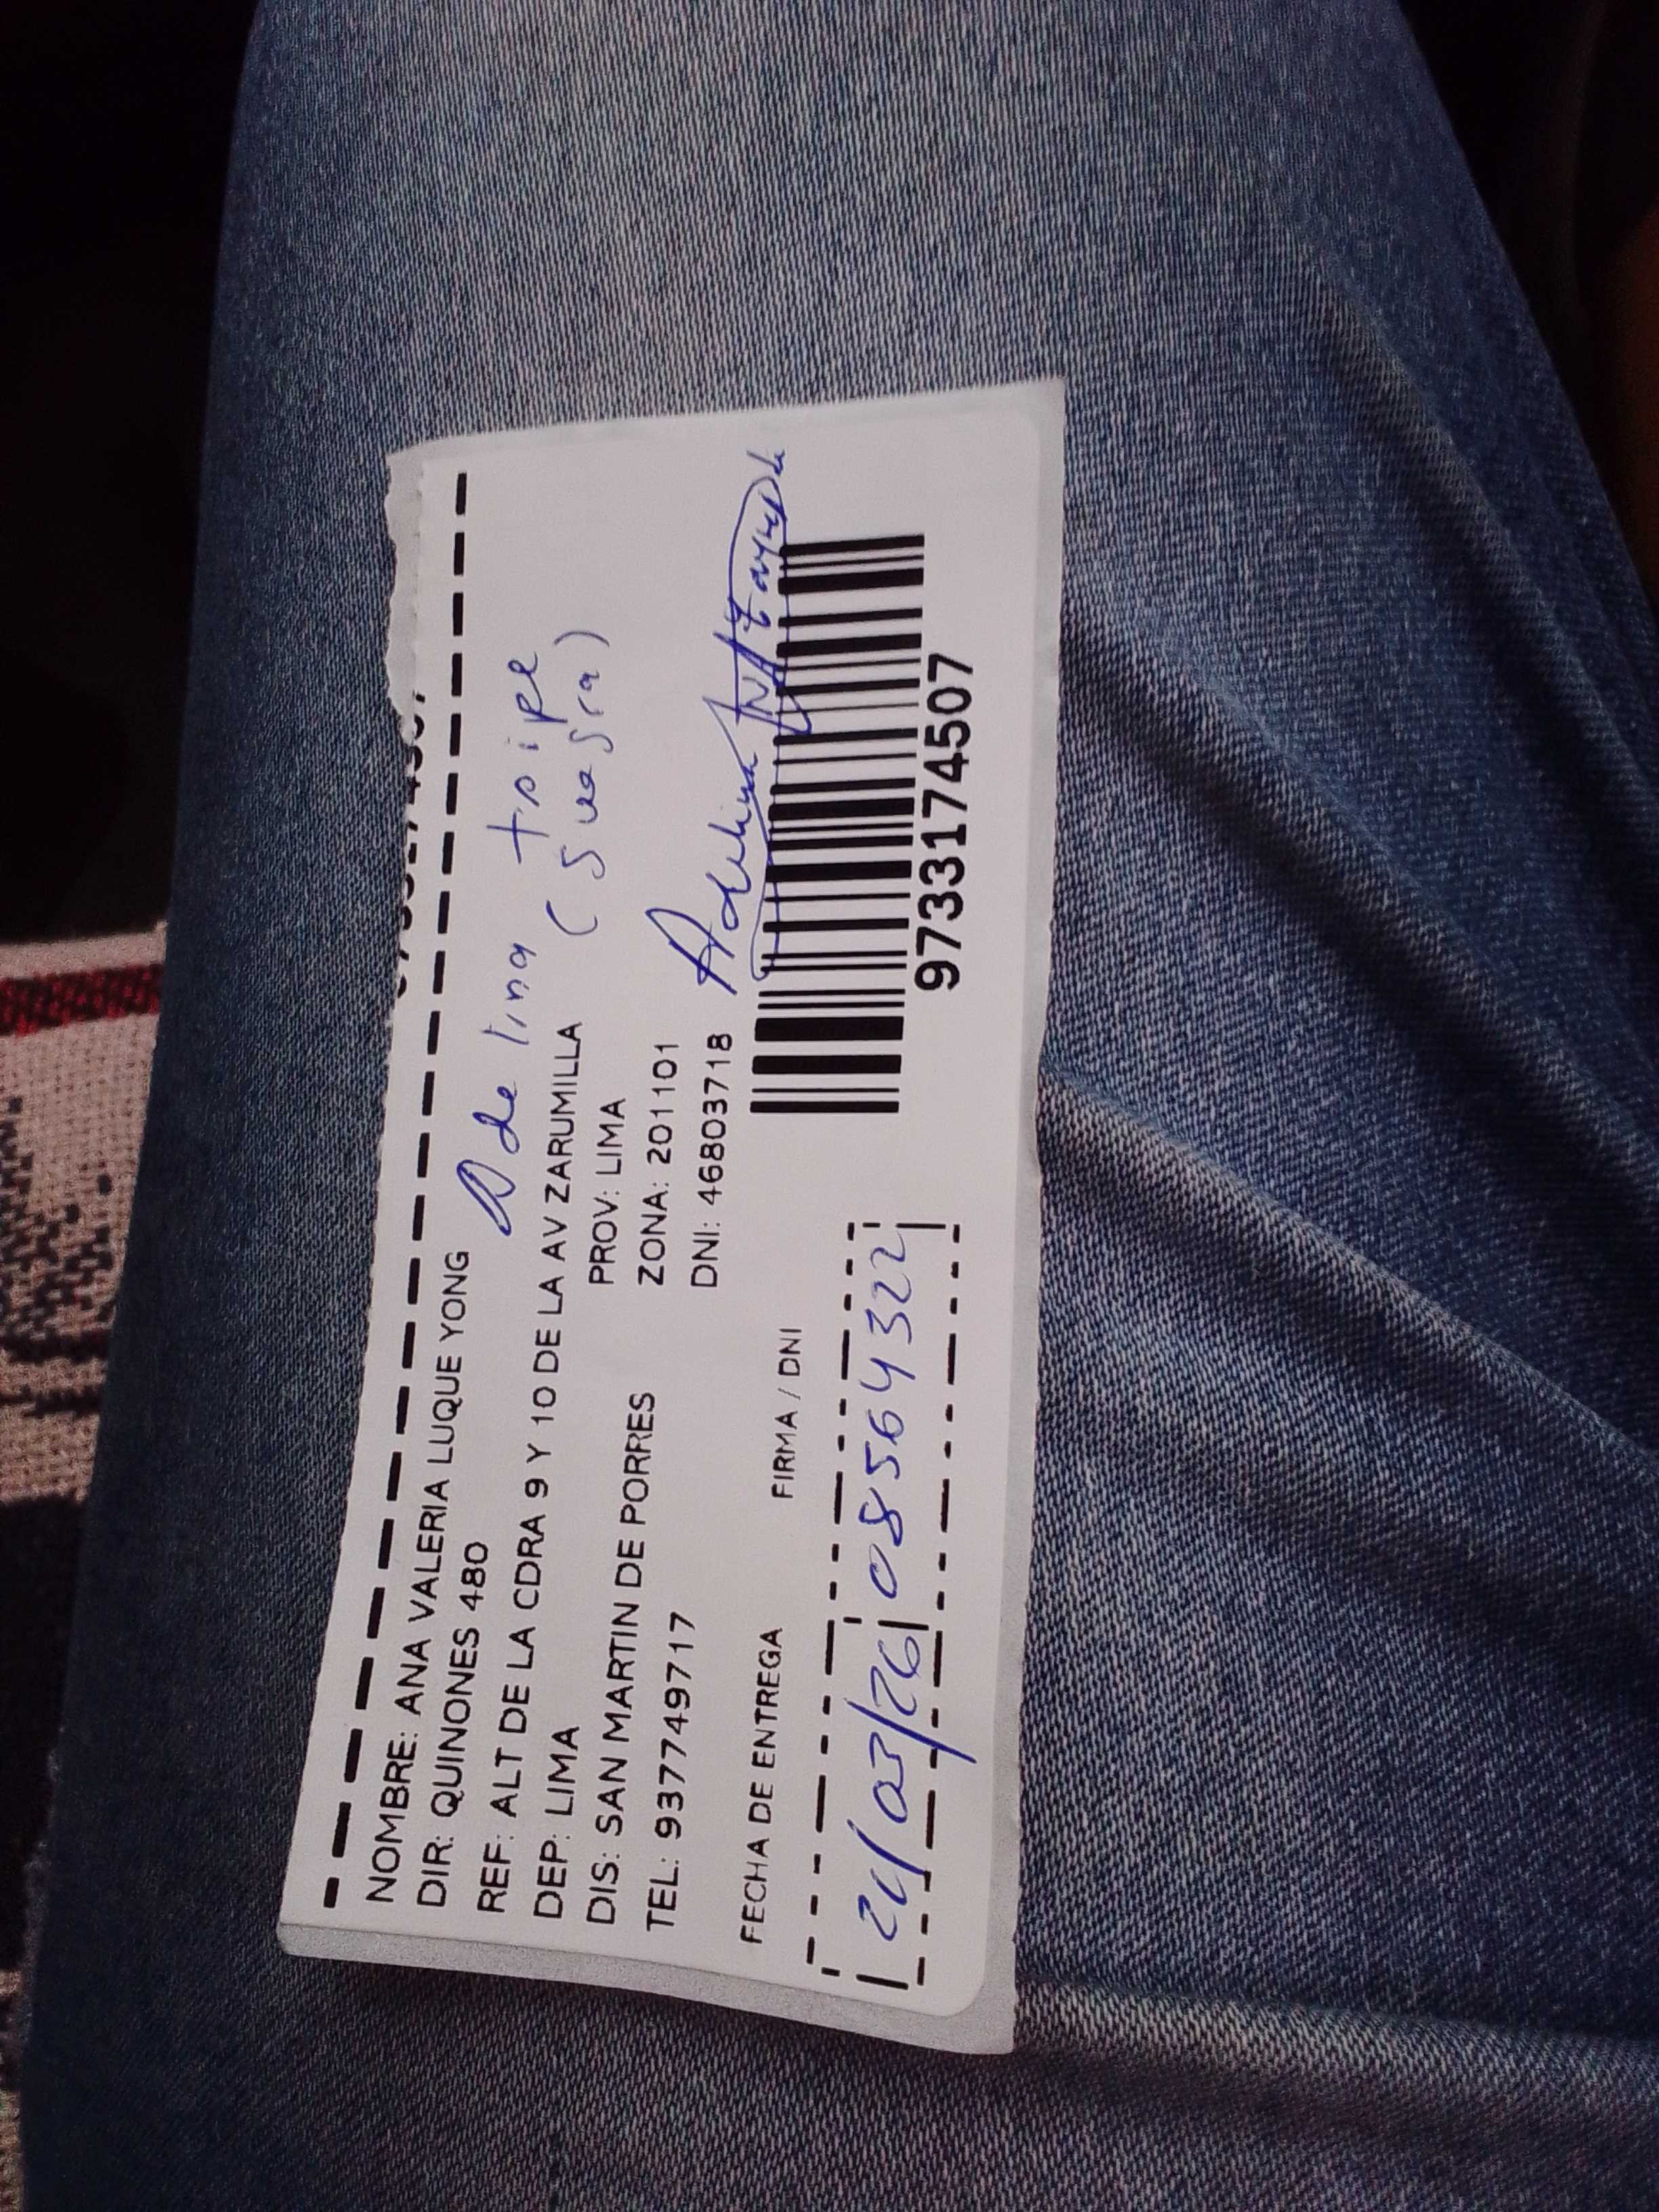 NOMBRE: ANA VALERIA LUQUE YONG
DIR: QUINONES 480
Adelina tsipe
(suegra)
REF: ALT DE LA CDRA 9 Y 10 DE LA AV ZARUMILLA
DEP: LIMA PROV: LIMA
DIS: SAN MARTIN DE PORRES ZONA: 201101
TEL: 937749717 DNI: 46803718
Adelina
FECHA DE ENTREGA FIRMA / DNI
21/03/26 08564322
9733174507